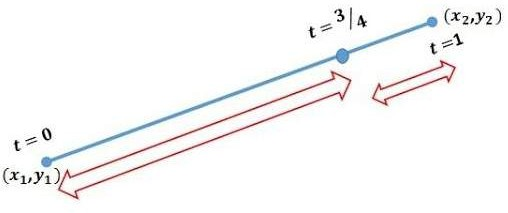 t = 3/4
(x₂,y₂)
t =1
t = 0
(x₁,y₁)